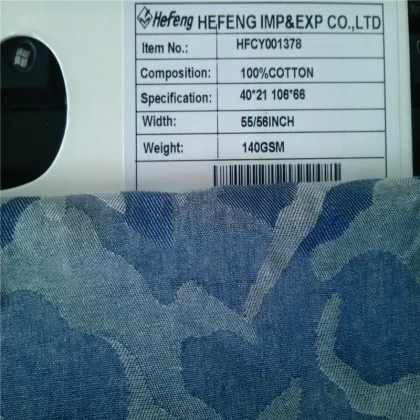 HeFeng HEFENG IMP&EXP CO.,LTD
Item No.: HFCY001378
Composition: 100%COTTON
Specification: 40*21 106*66
Width: 55/56INCH
Weight: 140GSM